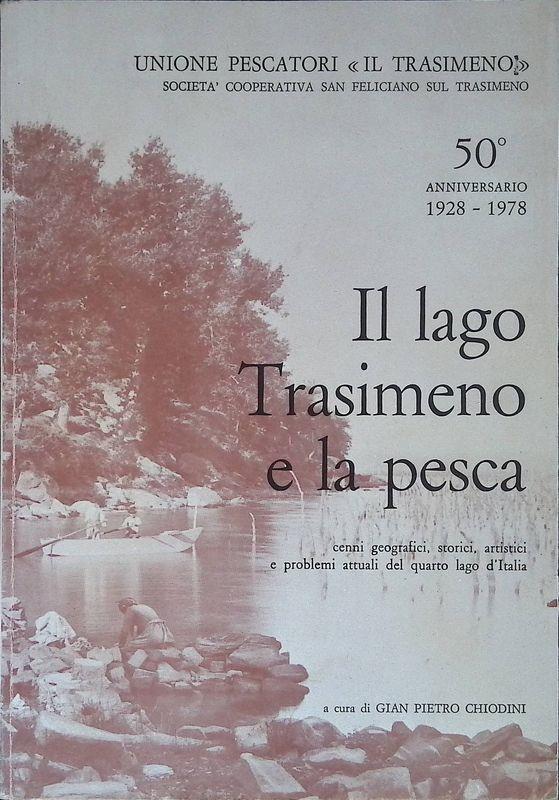 UNIONE PESCATORI « IL TRASIMENO »
SOCIETA' COOPERATIVA SAN FELICIANO SUL TRASIMENO
50°
ANNIVERSARIO
1928 - 1978
Il lago
Trasimeno
e la pesca
cenni geografici, storici, artistici
e problemi attuali del quarto lago d'Italia
a cura di GIAN PIETRO CHIODINI